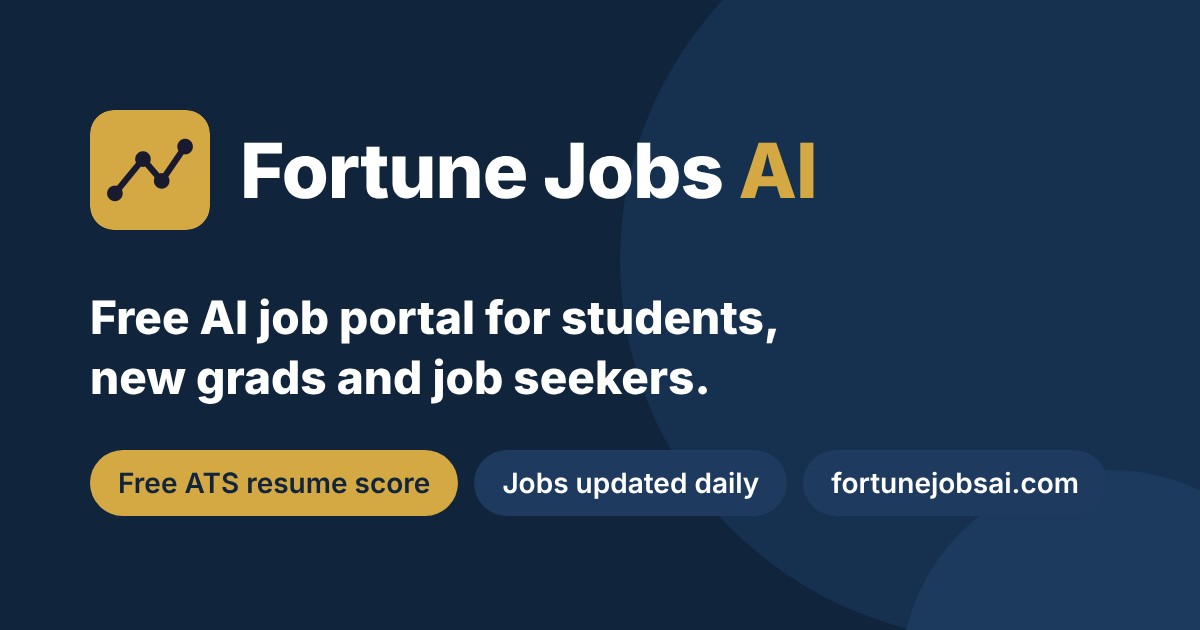 Fortune Jobs AI
Free AI job portal for students,
new grads and job seekers.
Free ATS resume score
Jobs updated daily
fortunejobsai.com